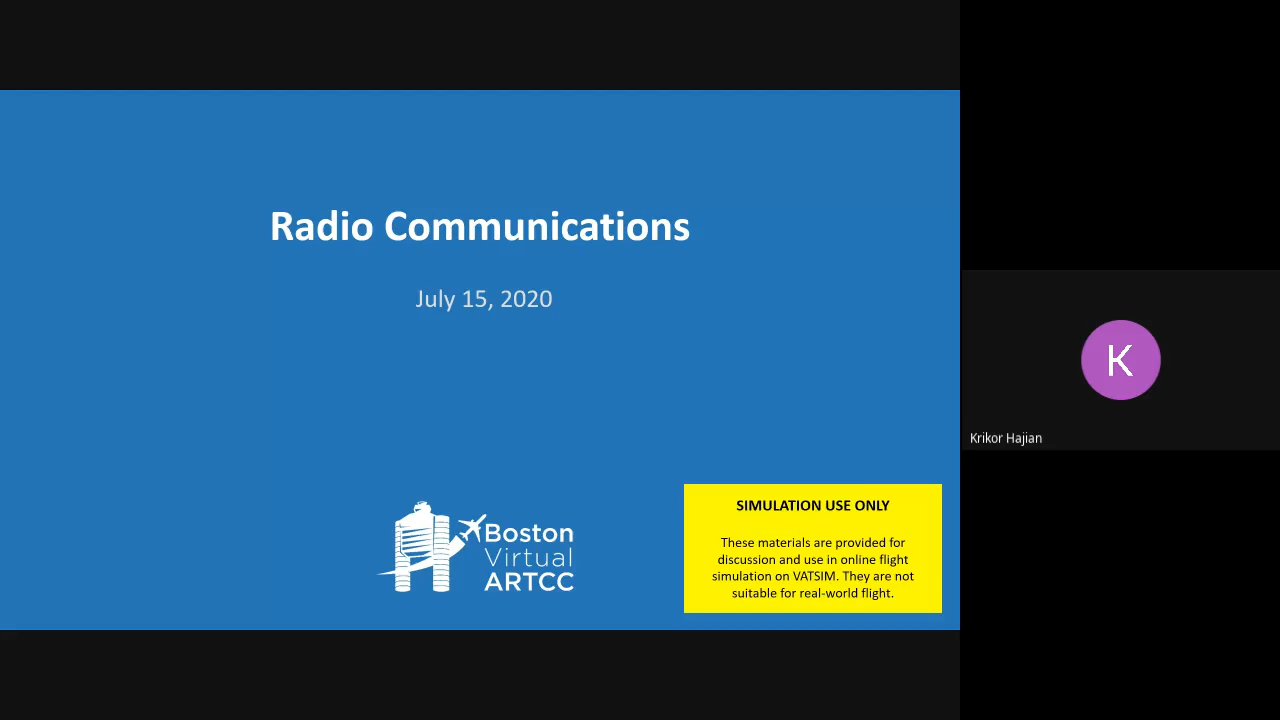 Radio Communications
July 15, 2020
Boston
Virtual
ARTCC
SIMULATION USE ONLY
These materials are provided for
discussion and use in online flight
simulation on VATSIM. They are not
suitable for real-world flight.
K
Krikor Hajian